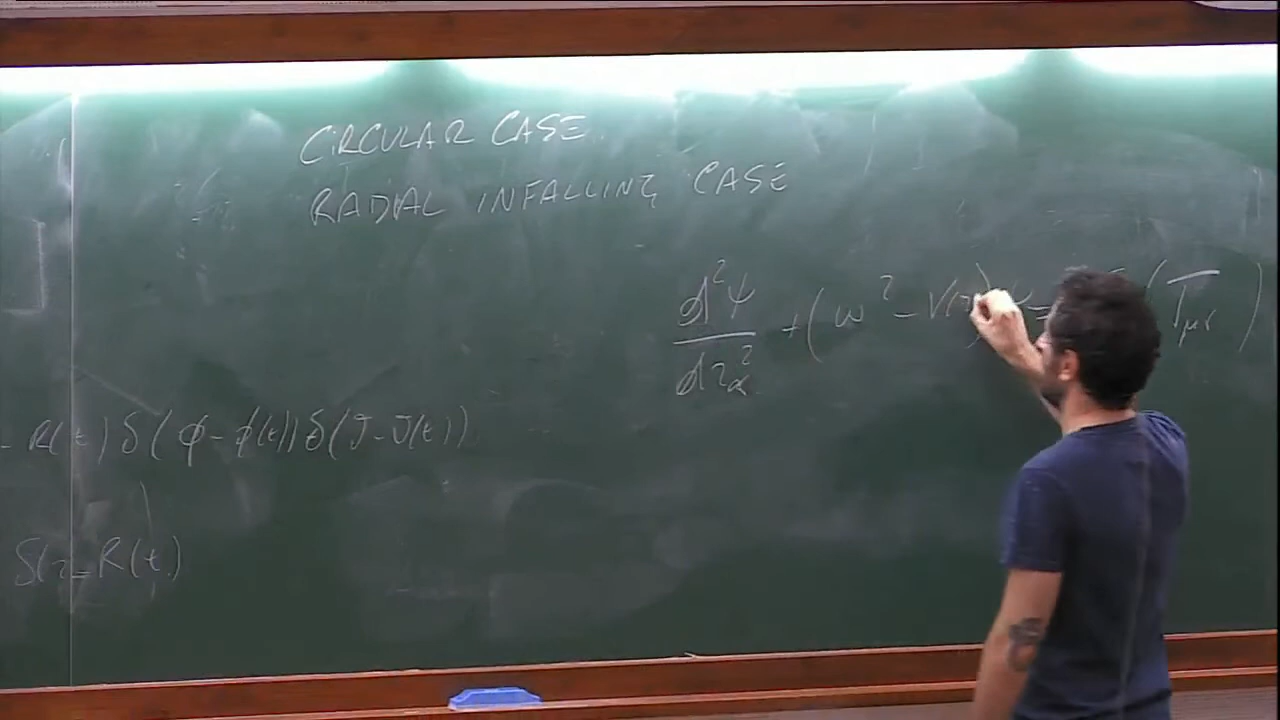 CIRCULAR CASE
RADIAL INFALLING CASE
d²ψ/dr*² + (ω² - V(r)) ψ = (Tμν)
- R(t)) δ(ϕ - ϕ(t)) δ(J - J(t))
δ(r - R(t)